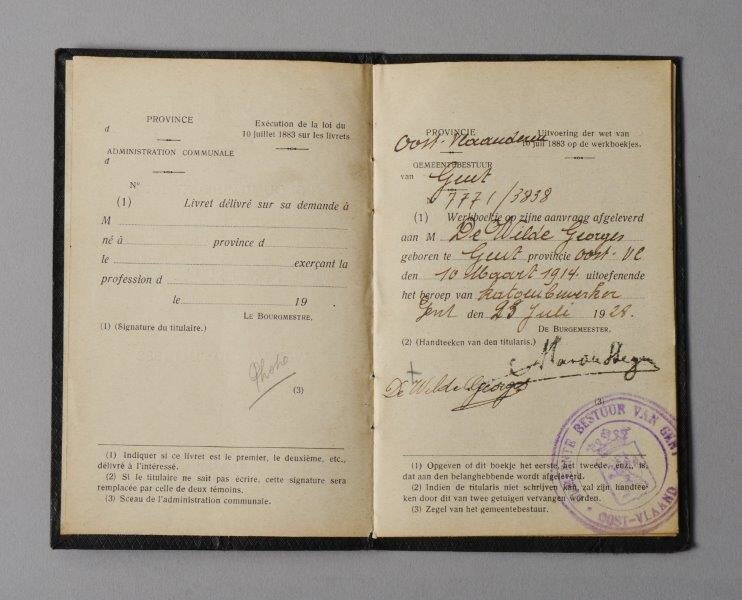 PROVINCE
d
Exécution de la loi du
10 juillet 1883 sur les livrets
ADMINISTRATION COMMUNALE
d
N°
(1) Livret délivré sur sa demande à
M
né à province d
le exerçant la
profession d
le 19
LE BOURGMESTRE,
(1) (Signature du titulaire.)
Photo
(3)
(1) Indiquer si ce livret est le premier, le deuxième, etc.,
délivré à l'intéressé.
(2) Si le titulaire ne sait pas écrire, cette signature sera
remplacée par celle de deux témoins.
(3) Sceau de l'administration communale.
PROVINCIE
Oost-Vlaanderen
Uitvoering der wet van
10 juli 1883 op de werkboekjes.
GEMEENTEBESTUUR
van Gent
N 7771/3838
(1) Werkboekje op zijne aanvraag afgeleverd
aan M De Wilde Georges
geboren te Gent provincie Oost-Vl
den 10 Maart 1914 uitoefenende
het beroep van katoenbewerker
Gent den 23 Juli 1928.
DE BURGEMEESTER,
(2) (Handteeken van den titularis.)
De Wilde Georges
(3)
GEMEENTE BESTUUR VAN GENT
OOST-VLAAND
(1) Opgeven of dit boekje het eerste, het tweede, enz., is,
dat aan den belanghebbende wordt afgeleverd.
(2) Indien de titularis niet schrijven kan, zal zijn handtee-
ken door dit van twee getuigen vervangen worden.
(3) Zegel van het gemeentebestuur.